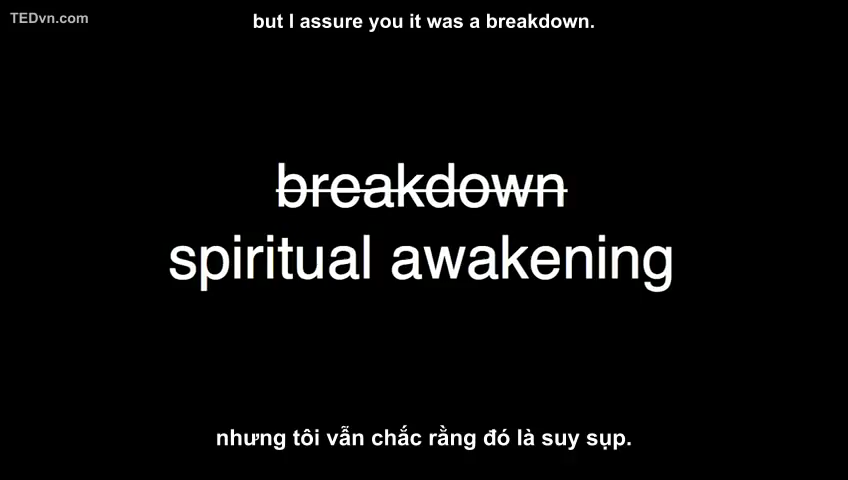 TEDvn.com
but I assure you it was a breakdown.
breakdown
spiritual awakening
nhưng tôi vẫn chắc rằng đó là suy sụp.